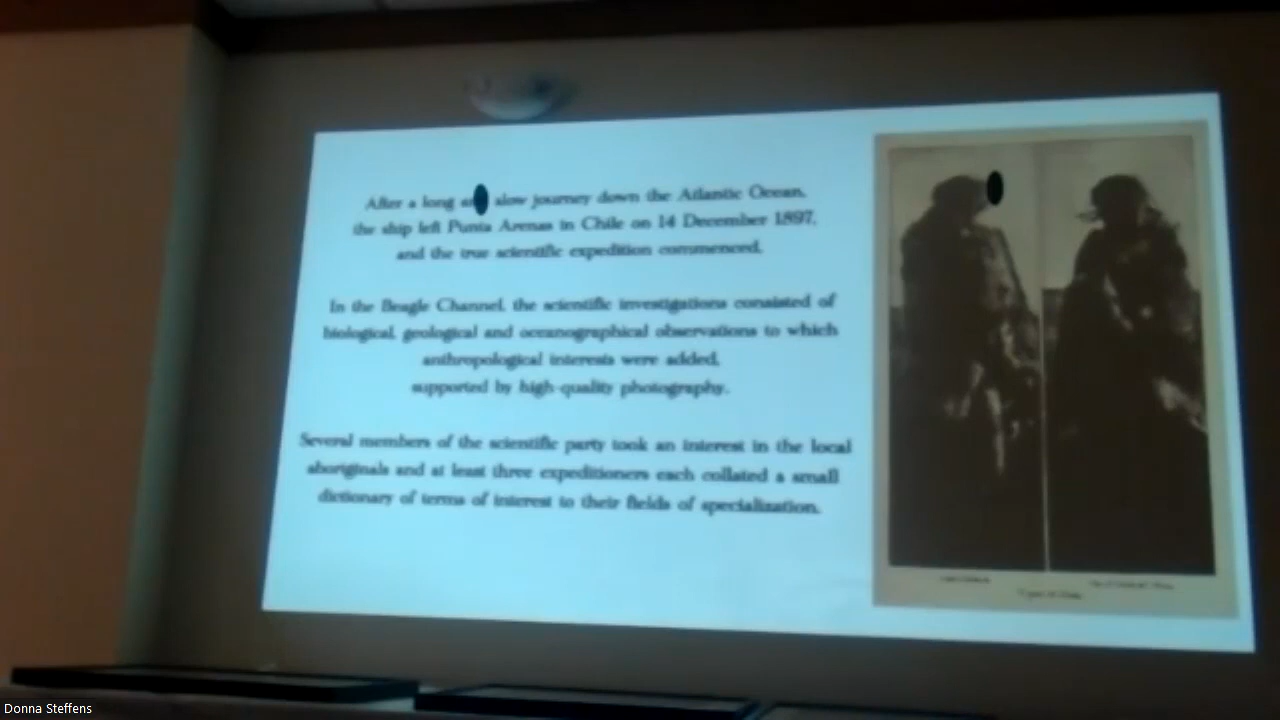 After a long an slow journey down the Atlantic Ocean,
the ship left Punta Arenas in Chile on 14 December 1897,
and the true scientific expedition commenced.
In the Beagle Channel, the scientific investigations consisted of
biological, geological and oceanographical observations to which
anthropological interests were added,
supported by high-quality photography.
Several members of the scientific party took an interest in the local
aboriginals and at least three expeditioners each collated a small
dictionary of terms of interest to their fields of specialization.
Donna Steffens